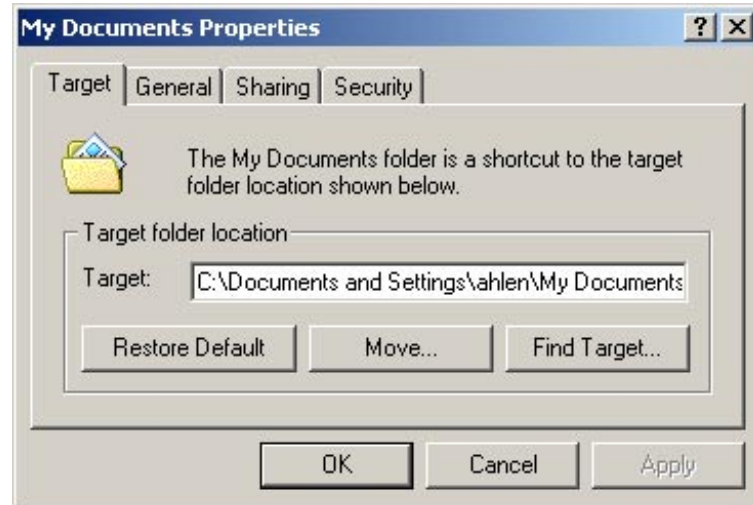 My Documents Properties
? X
Target General Sharing Security
The My Documents folder is a shortcut to the target
folder location shown below.
Target folder location
Target: C:\Documents and Settings\ahlen\My Documents
Restore Default Move... Find Target...
OK Cancel Apply